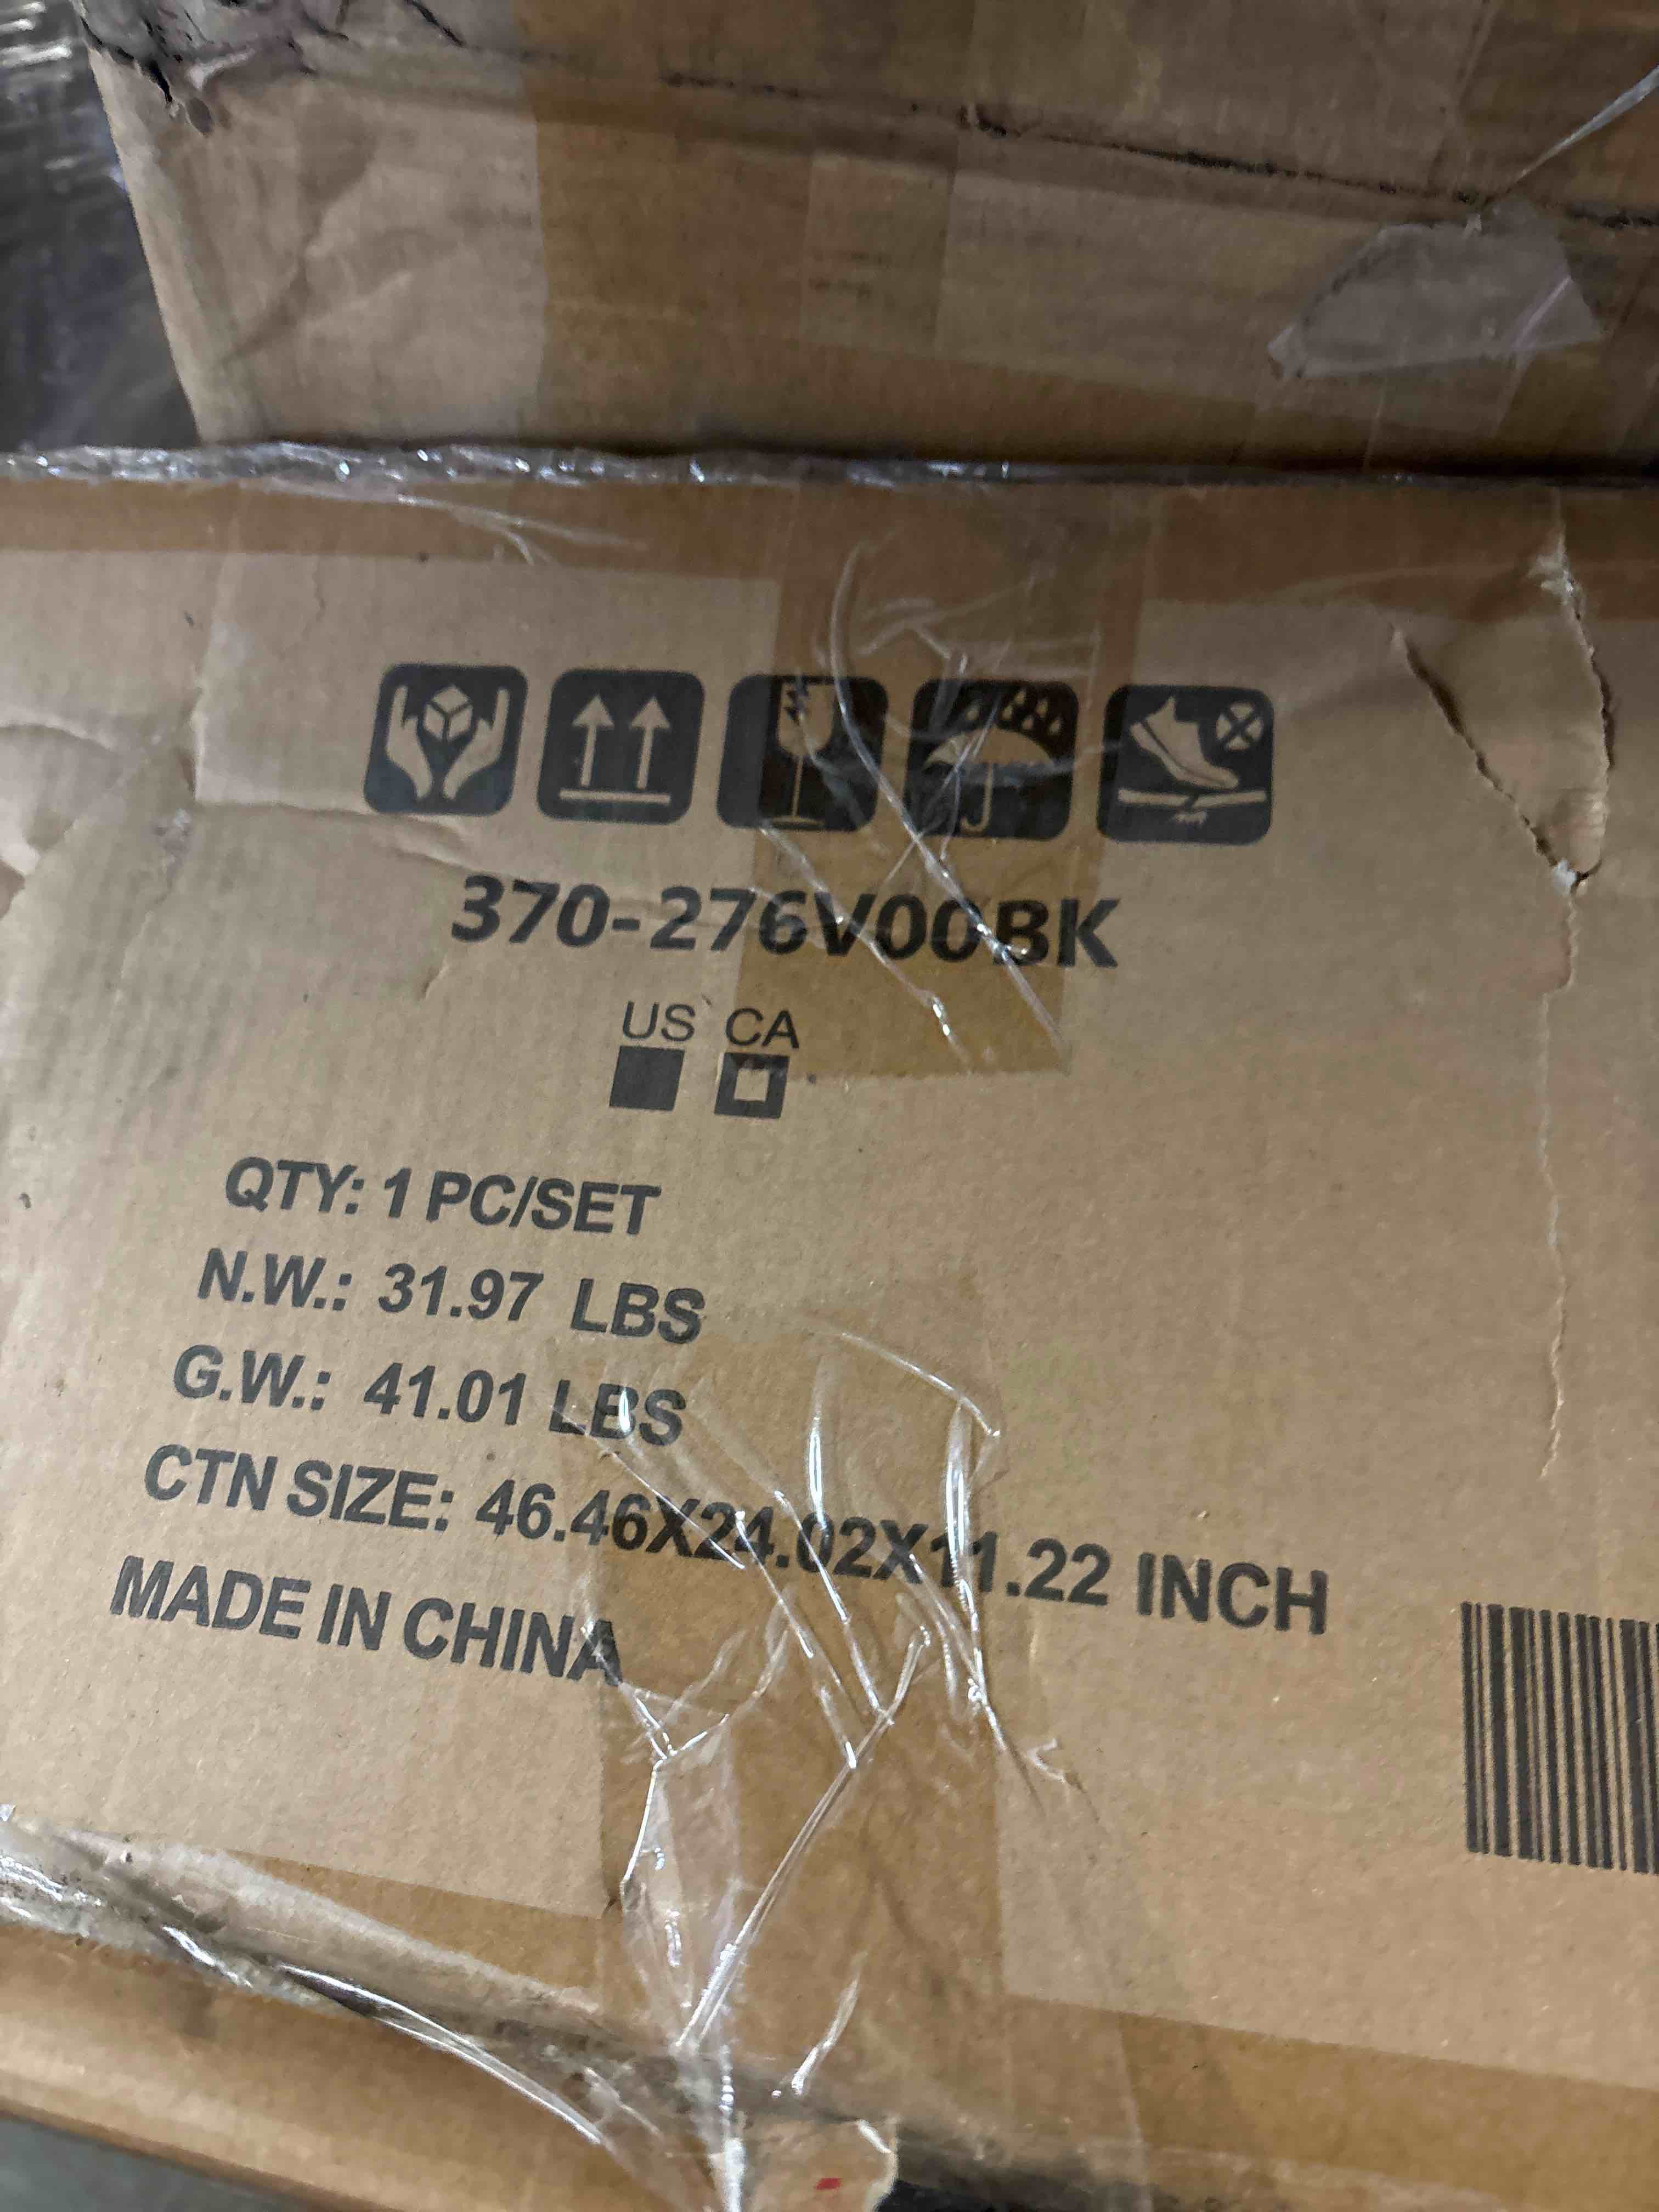 370-276V00BK
US CA
QTY: 1 PC/SET
N.W.: 31.97 LBS
G.W.: 41.01 LBS
CTN SIZE: 46.46X24.02X11.22 INCH
MADE IN CHINA